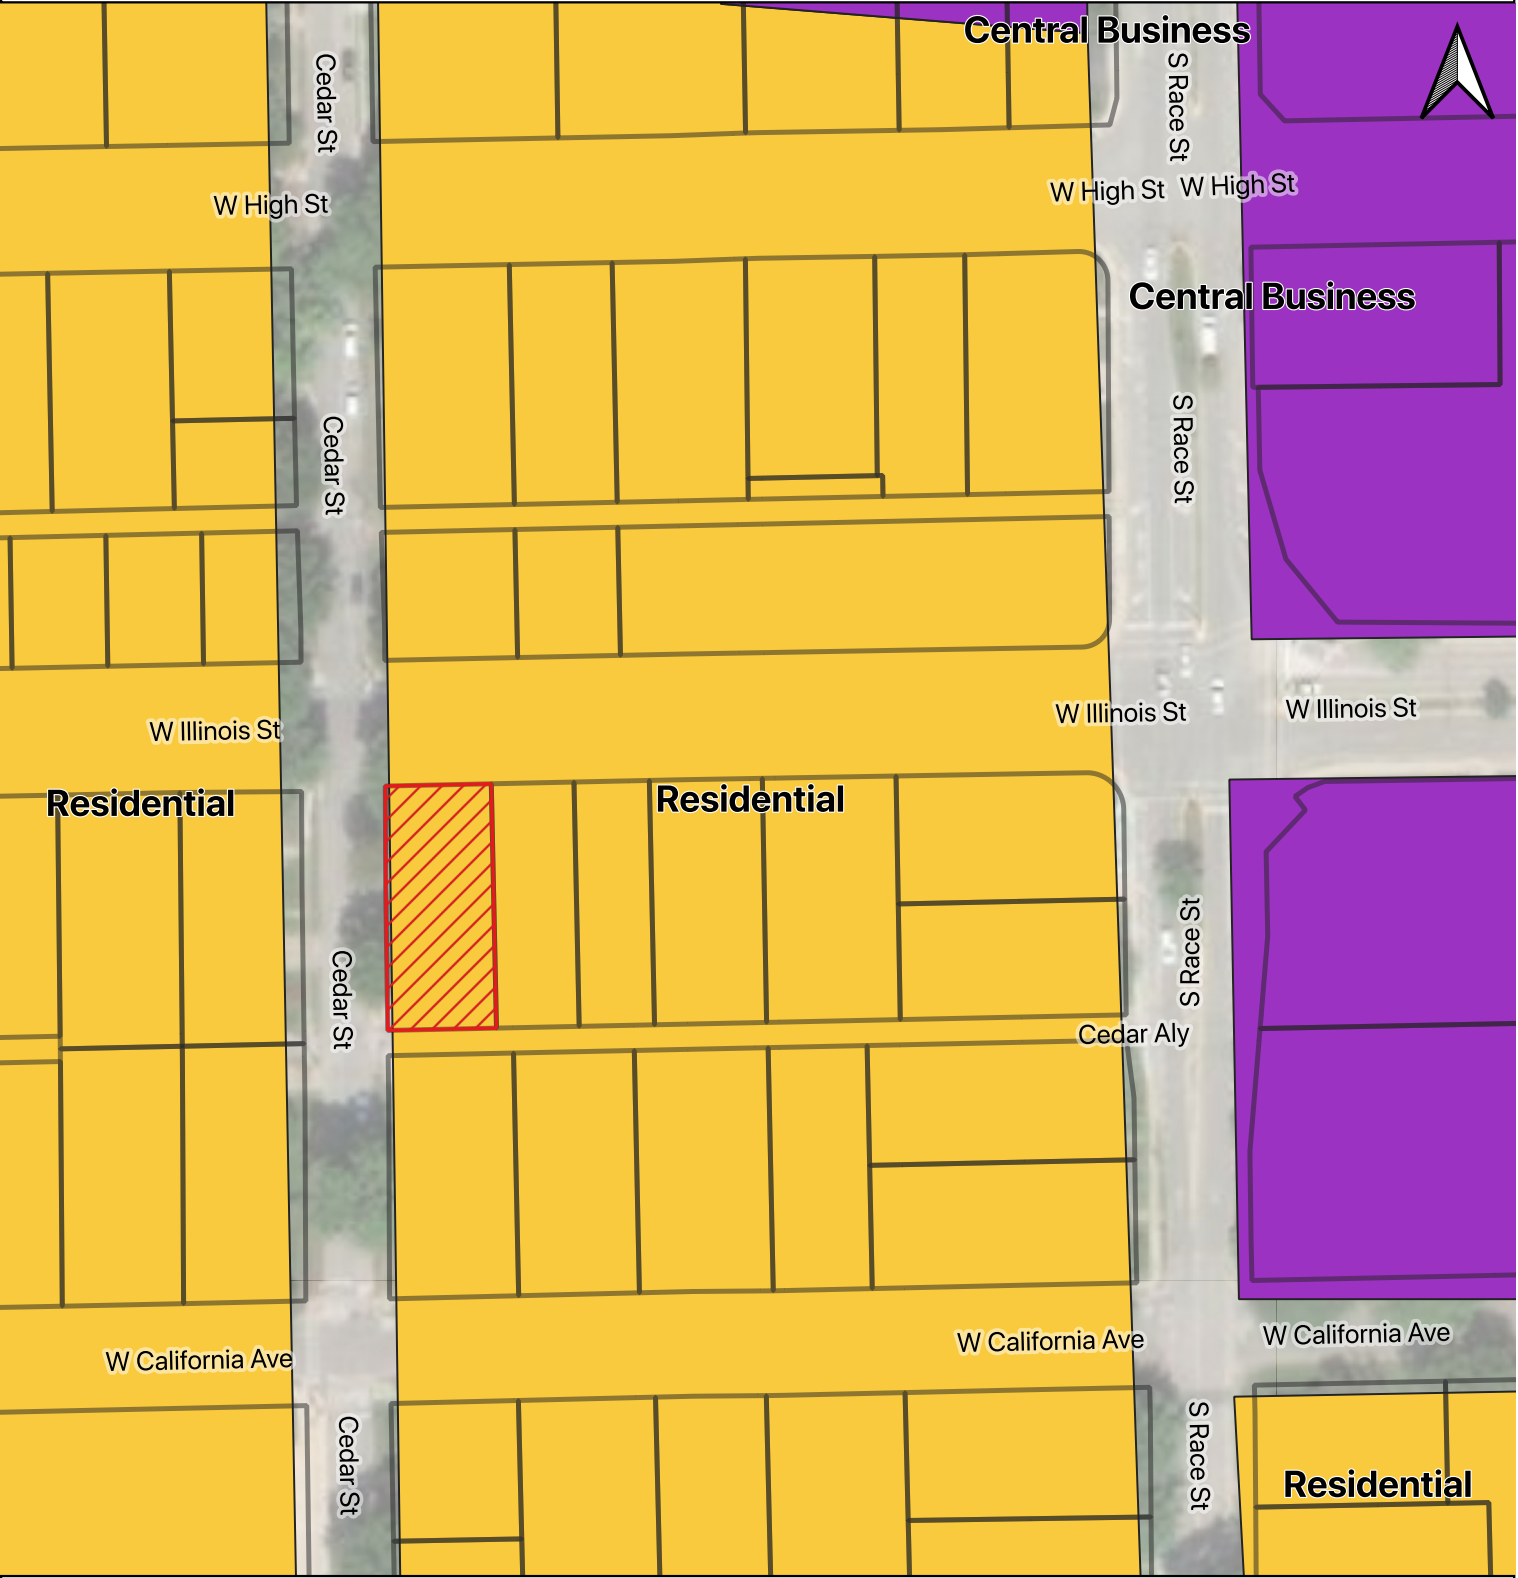 Central Business
Cedar St
S Race St
W High St
W High St
W High St
Central Business
S Race St
Cedar St
W Illinois St
W Illinois St
W Illinois St
Residential
Residential
S Race St
Cedar St
Cedar Aly
W California Ave
W California Ave
W California Ave
Cedar St
S Race St
Residential